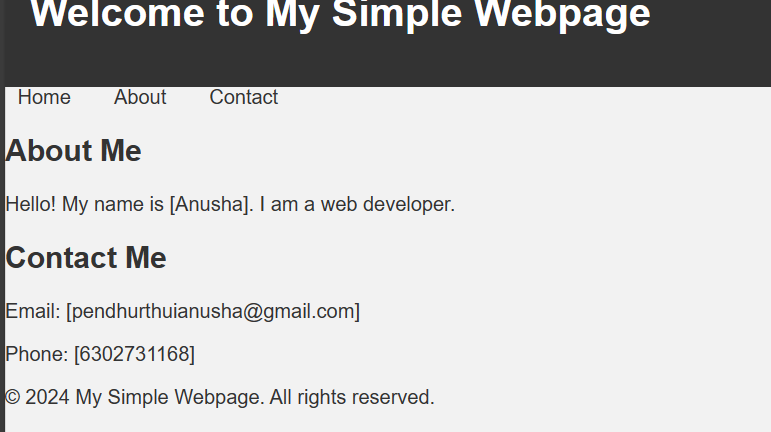 Welcome to My Simple Webpage
Home About Contact
About Me
Hello! My name is [Anusha]. I am a web developer.
Contact Me
Email: [pendhurthuianusha@gmail.com]
Phone: [6302731168]
© 2024 My Simple Webpage. All rights reserved.